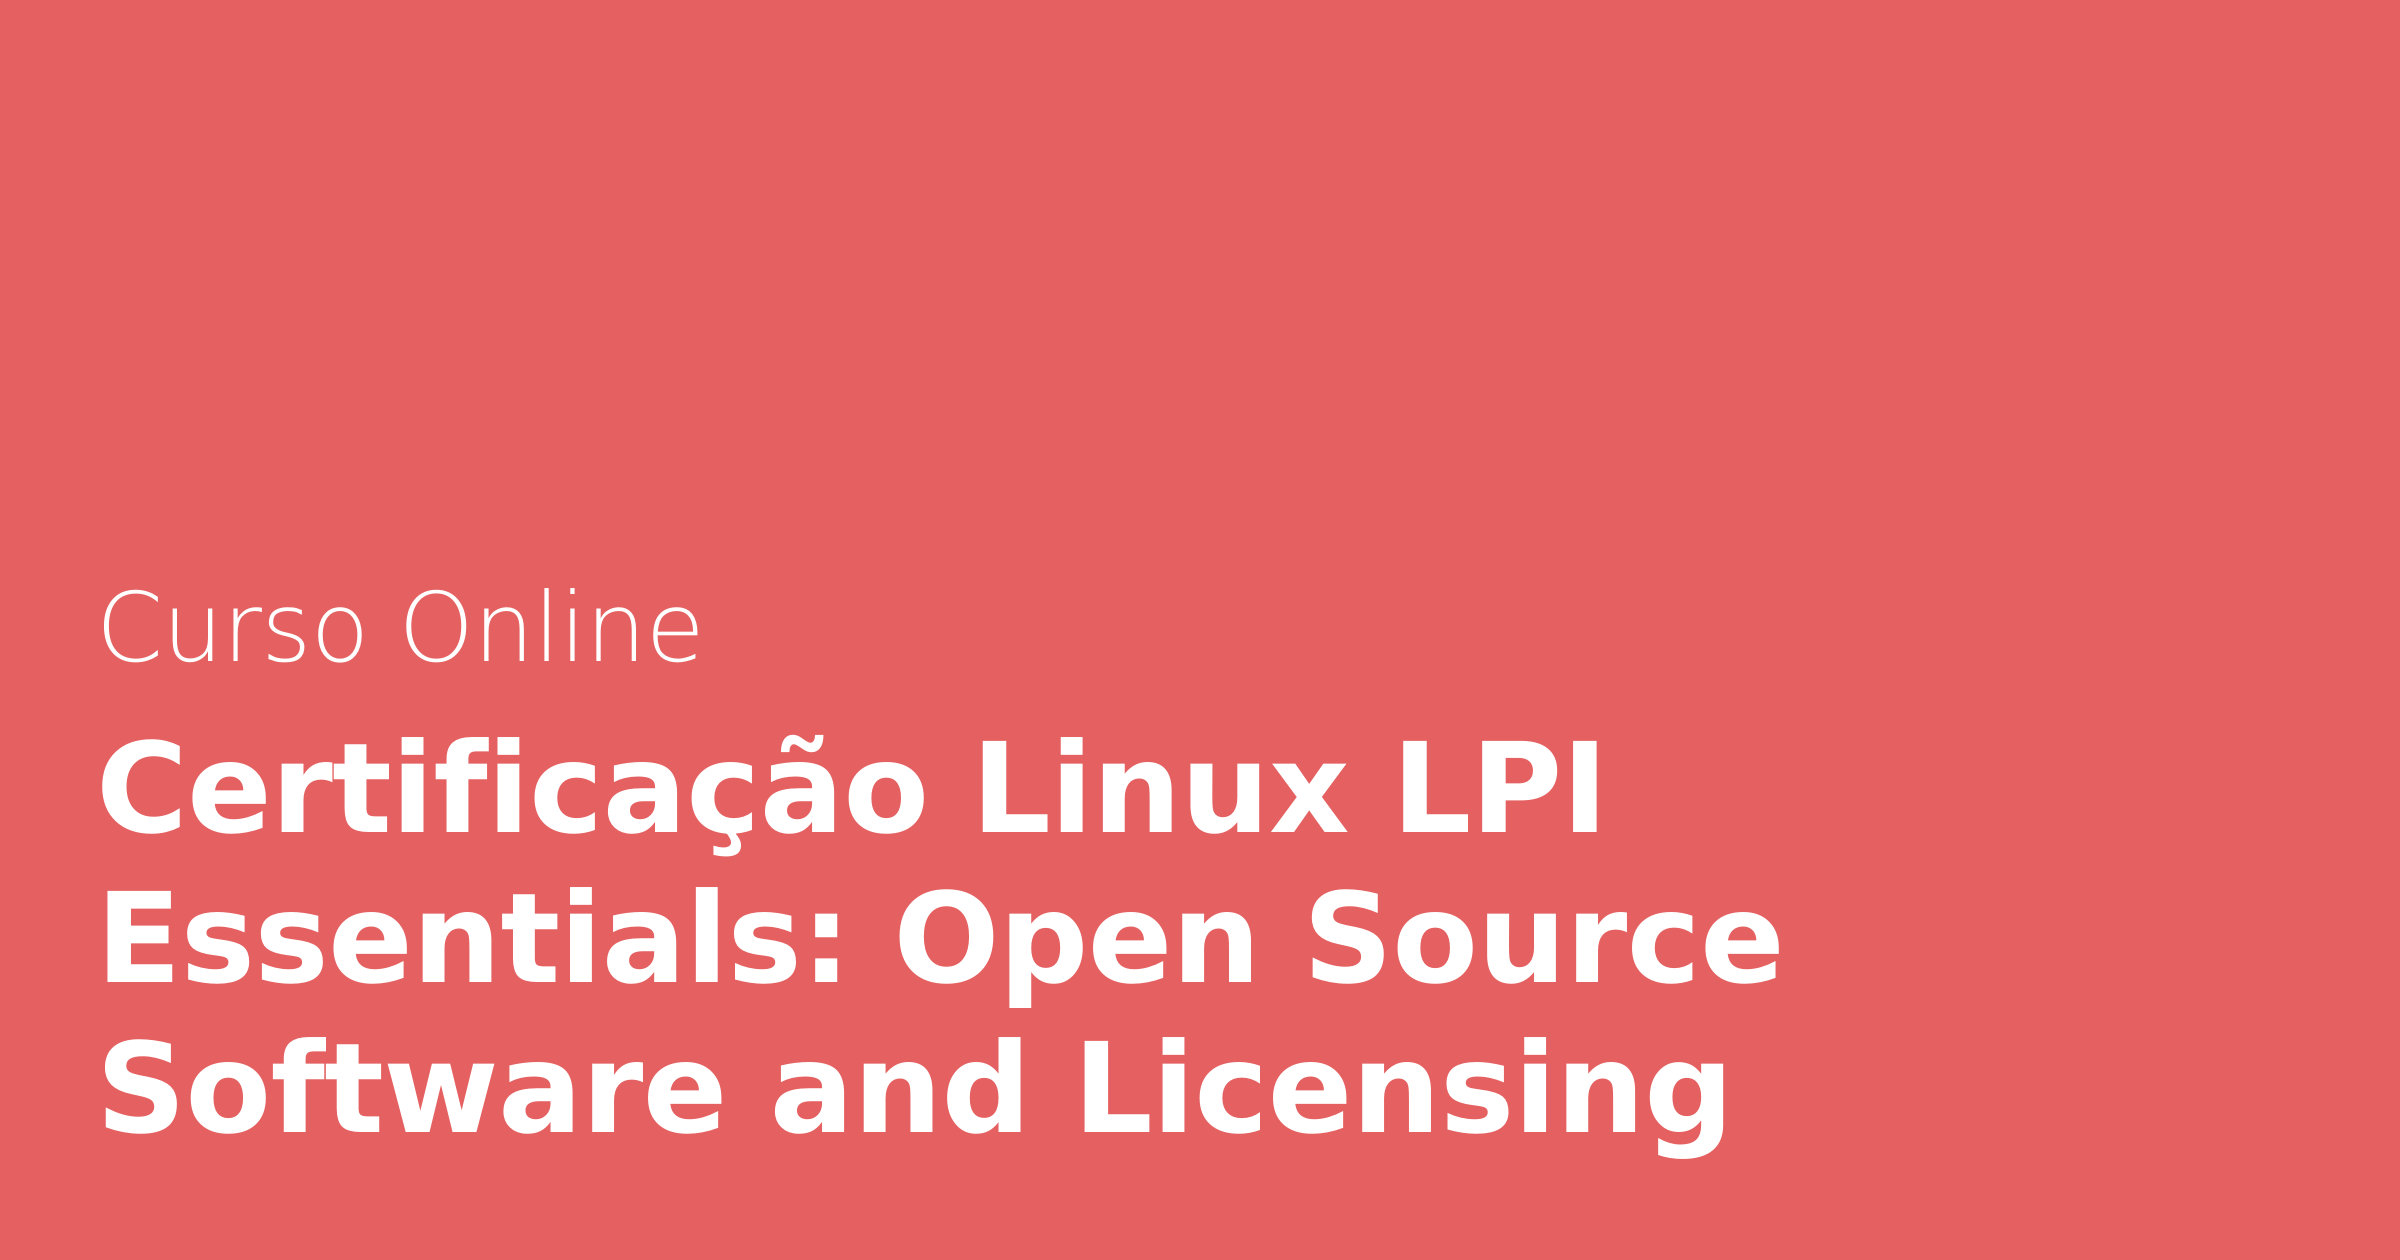 Curso Online
Certificação Linux LPI
Essentials: Open Source
Software and Licensing